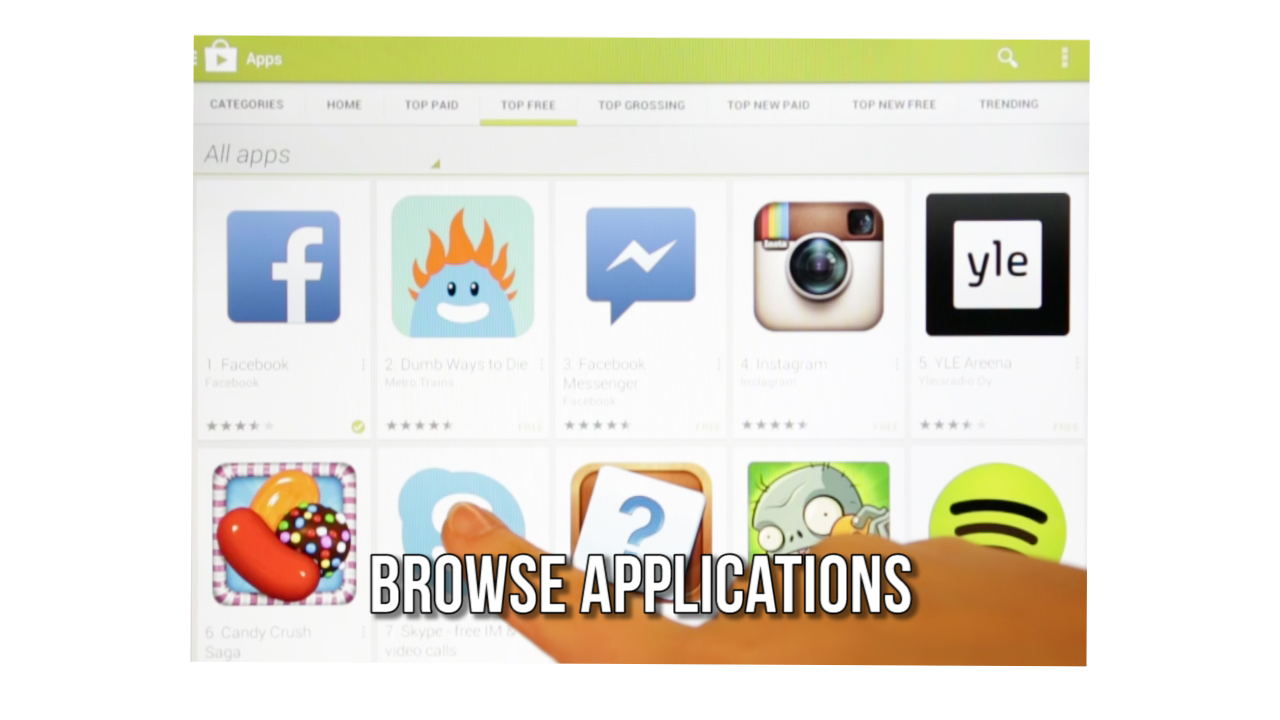 Apps
CATEGORIES HOME TOP PAID TOP FREE TOP GROSSING TOP NEW PAID TOP NEW FREE TRENDING
All apps
f
Insta
yle
1. Facebook
Facebook
2. Dumb Ways to Die
Metro Trains
3. Facebook
Messenger
Facebook
FREE
4. Instagram
Instagram
FREE
5. YLE Areena
Yleisradio Oy
FREE
FREE
?
BROWSE APPLICATIONS
6. Candy Crush
Saga
7. Skype - free IM &
video calls